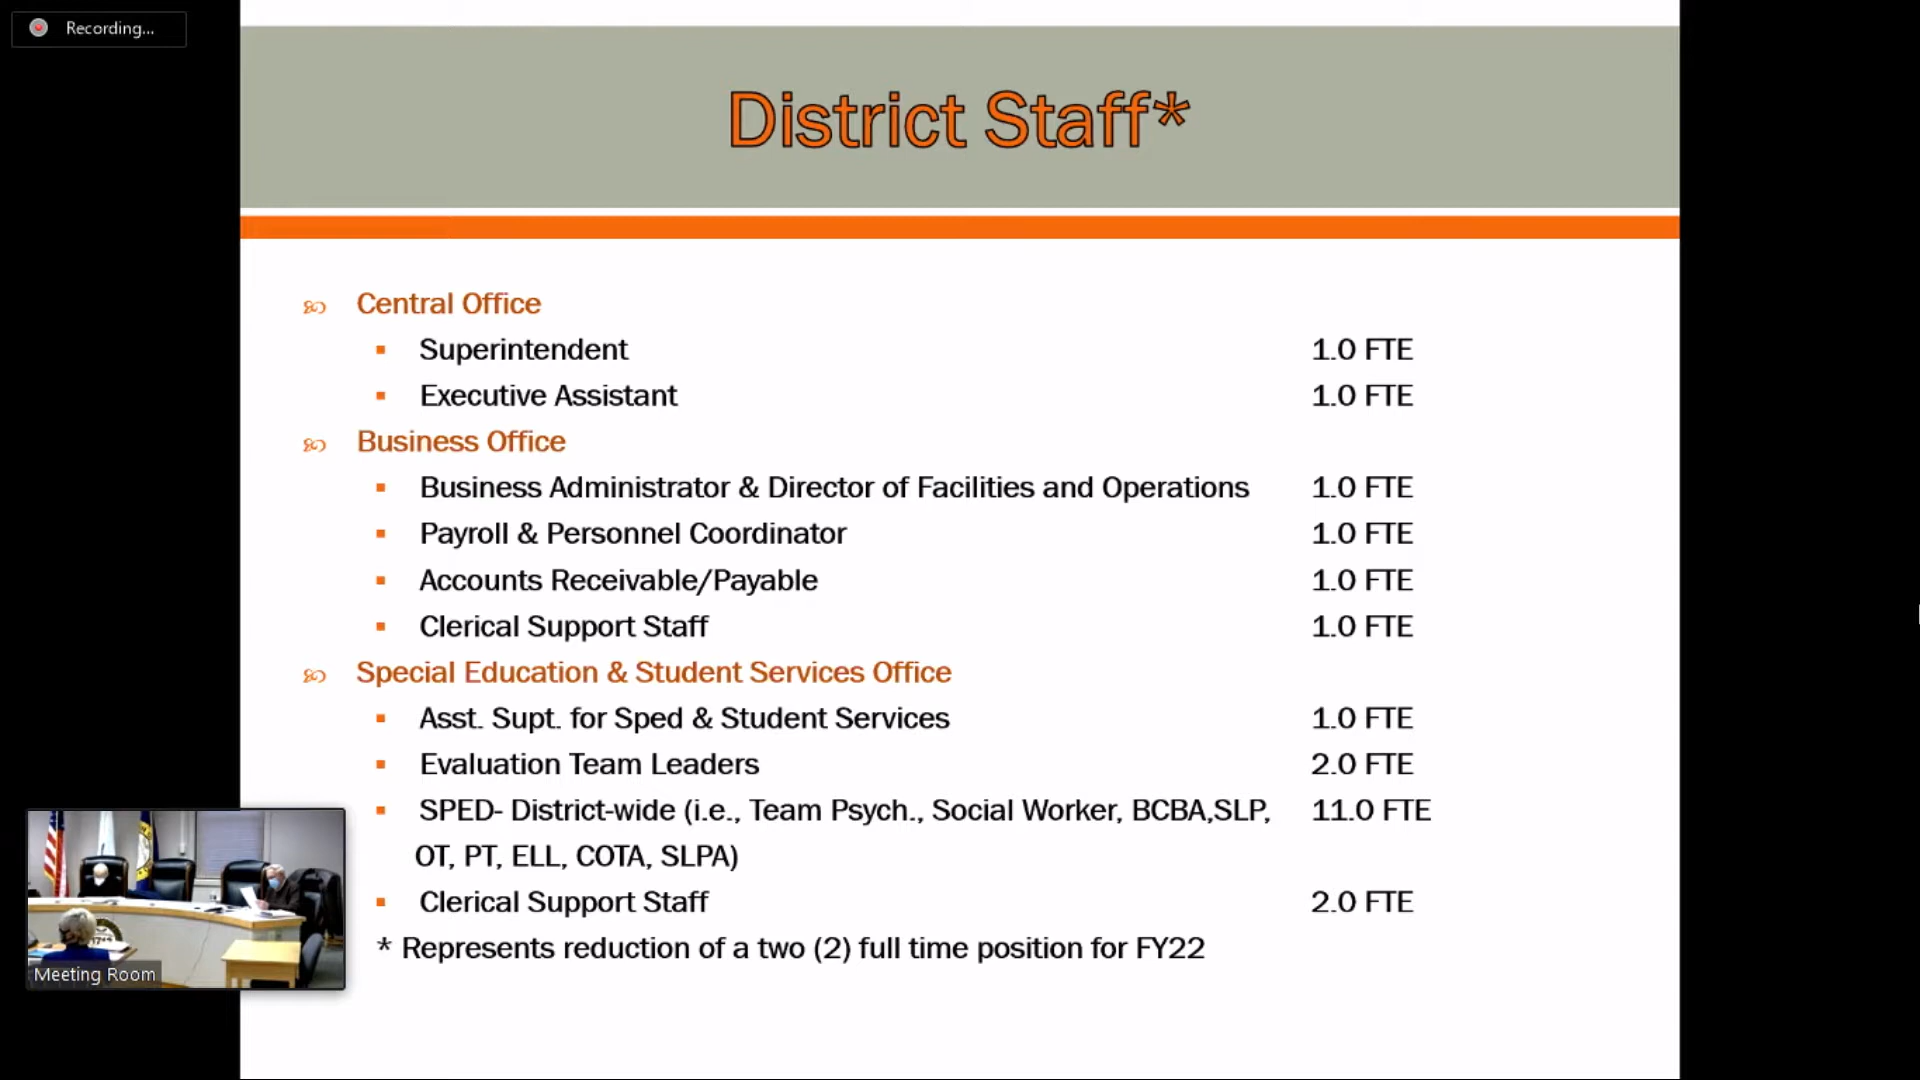 Recording...
District Staff*
Central Office
Superintendent 1.0 FTE
Executive Assistant 1.0 FTE
Business Office
Business Administrator & Director of Facilities and Operations 1.0 FTE
Payroll & Personnel Coordinator 1.0 FTE
Accounts Receivable/Payable 1.0 FTE
Clerical Support Staff 1.0 FTE
Special Education & Student Services Office
Asst. Supt. for Sped & Student Services 1.0 FTE
Evaluation Team Leaders 2.0 FTE
SPED- District-wide (i.e., Team Psych., Social Worker, BCBA,SLP, 11.0 FTE
OT, PT, ELL, COTA, SLPA)
Clerical Support Staff 2.0 FTE
* Represents reduction of a two (2) full time position for FY22
Meeting Room